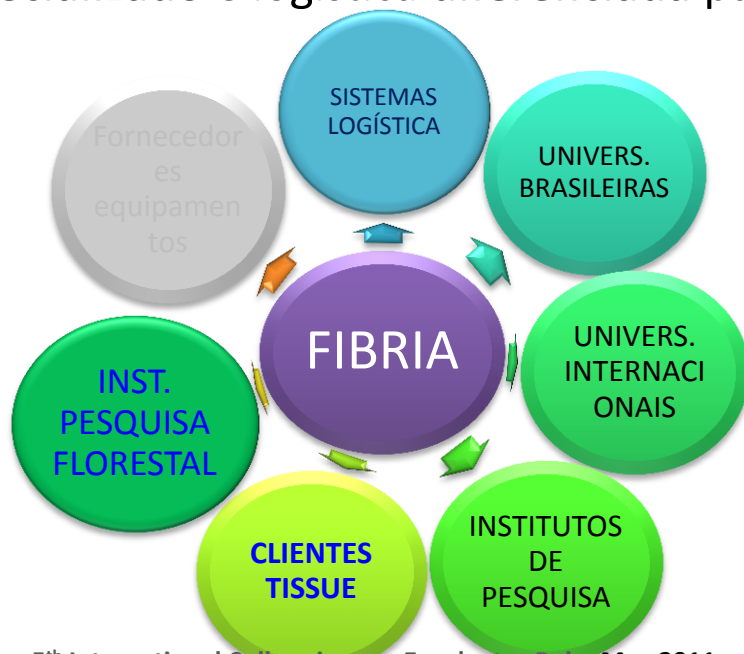 SISTEMAS
LOGÍSTICA
UNIVERS.
BRASILEIRAS
UNIVERS.
INTERNACI
ONAIS
INSTITUTOS
DE
PESQUISA
CLIENTES
TISSUE
INST.
PESQUISA
FLORESTAL
Fornecedor
es
equipamen
tos
FIBRIA